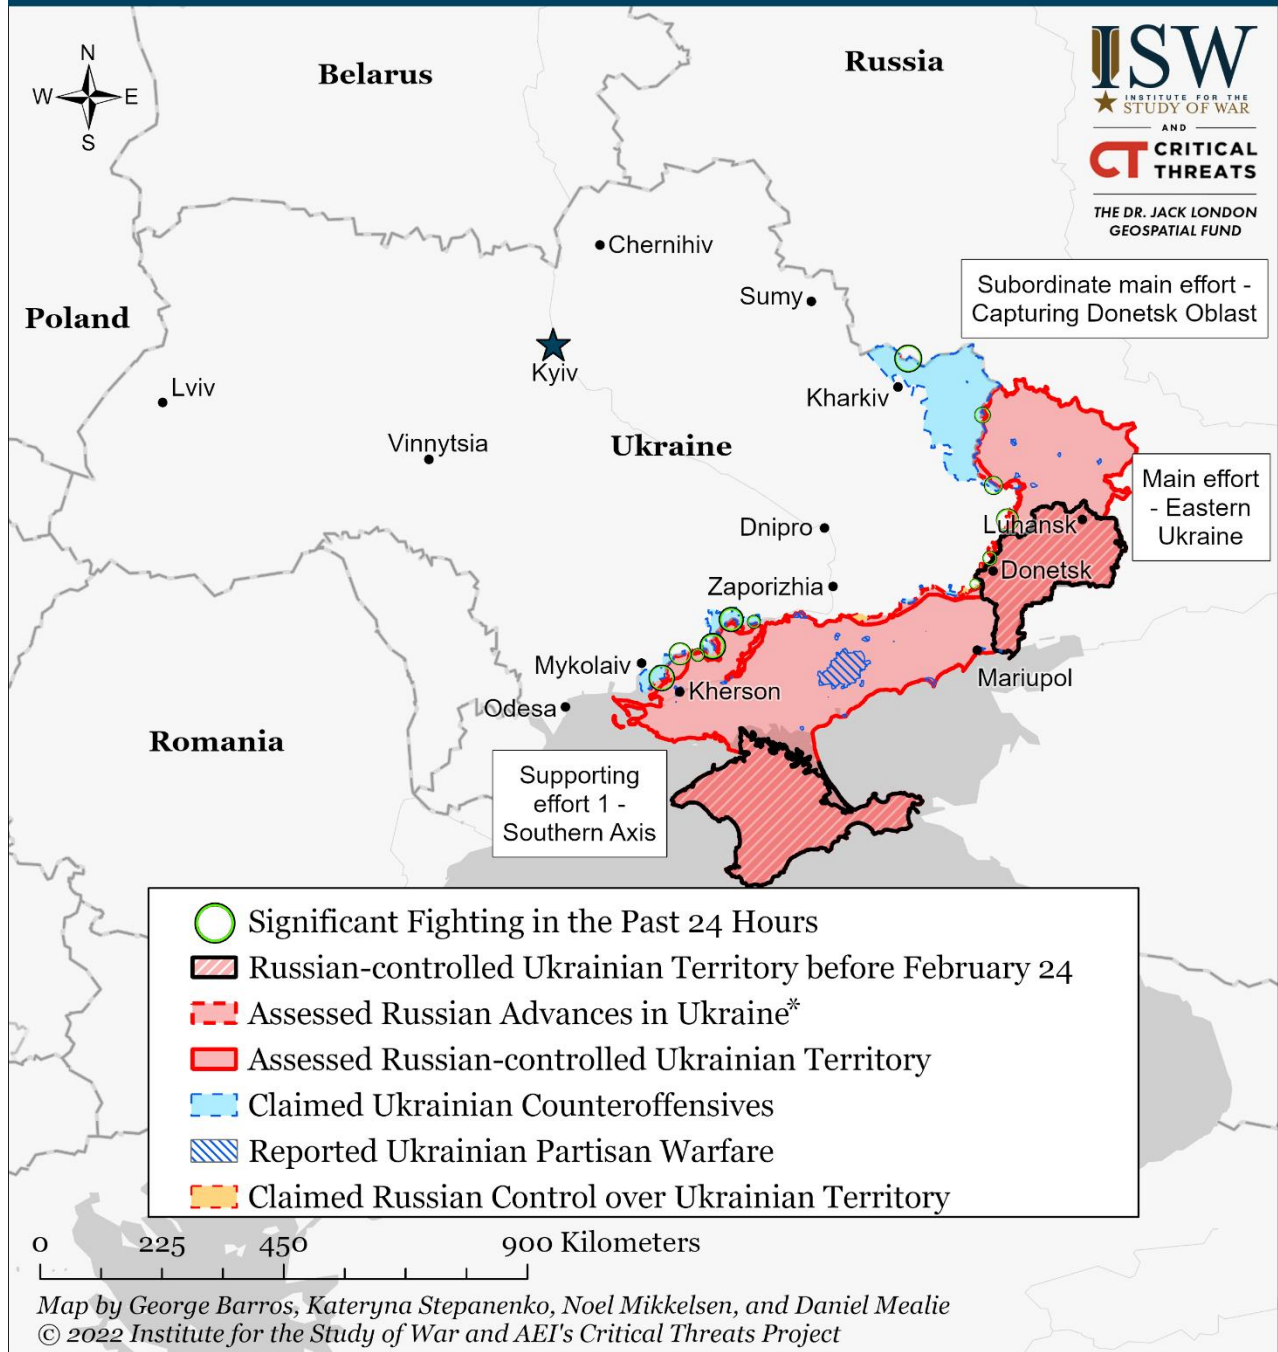 N
W E
S
Belarus
Russia
ISW
INSTITUTE FOR THE
STUDY OF WAR
AND
CT CRITICAL
THREATS
THE DR. JACK LONDON
GEOSPATIAL FUND
Chernihiv
Subordinate main effort -
Capturing Donetsk Oblast
Sumy
Poland
Kyiv
Lviv
Kharkiv
Vinnytsia
Ukraine
Main effort
- Eastern
Ukraine
Dnipro
Luhansk
Donetsk
Zaporizhia
Mykolaiv
Mariupol
Kherson
Odesa
Romania
Supporting
effort 1 -
Southern Axis
Significant Fighting in the Past 24 Hours
Russian-controlled Ukrainian Territory before February 24
Assessed Russian Advances in Ukraine*
Assessed Russian-controlled Ukrainian Territory
Claimed Ukrainian Counteroffensives
Reported Ukrainian Partisan Warfare
Claimed Russian Control over Ukrainian Territory
0 225 450 900 Kilometers
Map by George Barros, Kateryna Stepanenko, Noel Mikkelsen, and Daniel Mealie
© 2022 Institute for the Study of War and AEI's Critical Threats Project